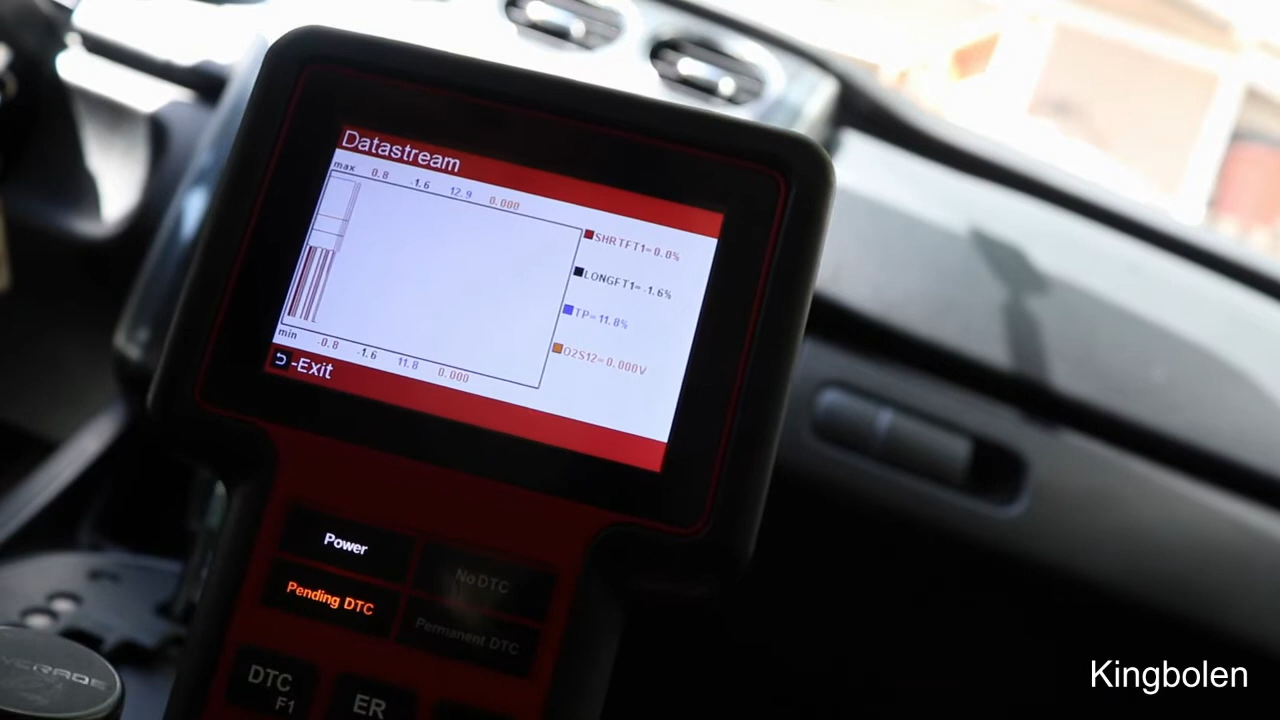 Datastream
max 0.8 -1.6 12.9 0.000
SHRTFT1=0.0%
LONGFT1=-1.6%
TP=11.8%
O2S12=0.000V
min -0.8 -1.6 11.8 0.000
-Exit
Power
No DTC
Pending DTC
Permanent DTC
DTC
F1
ER
Kingbolen